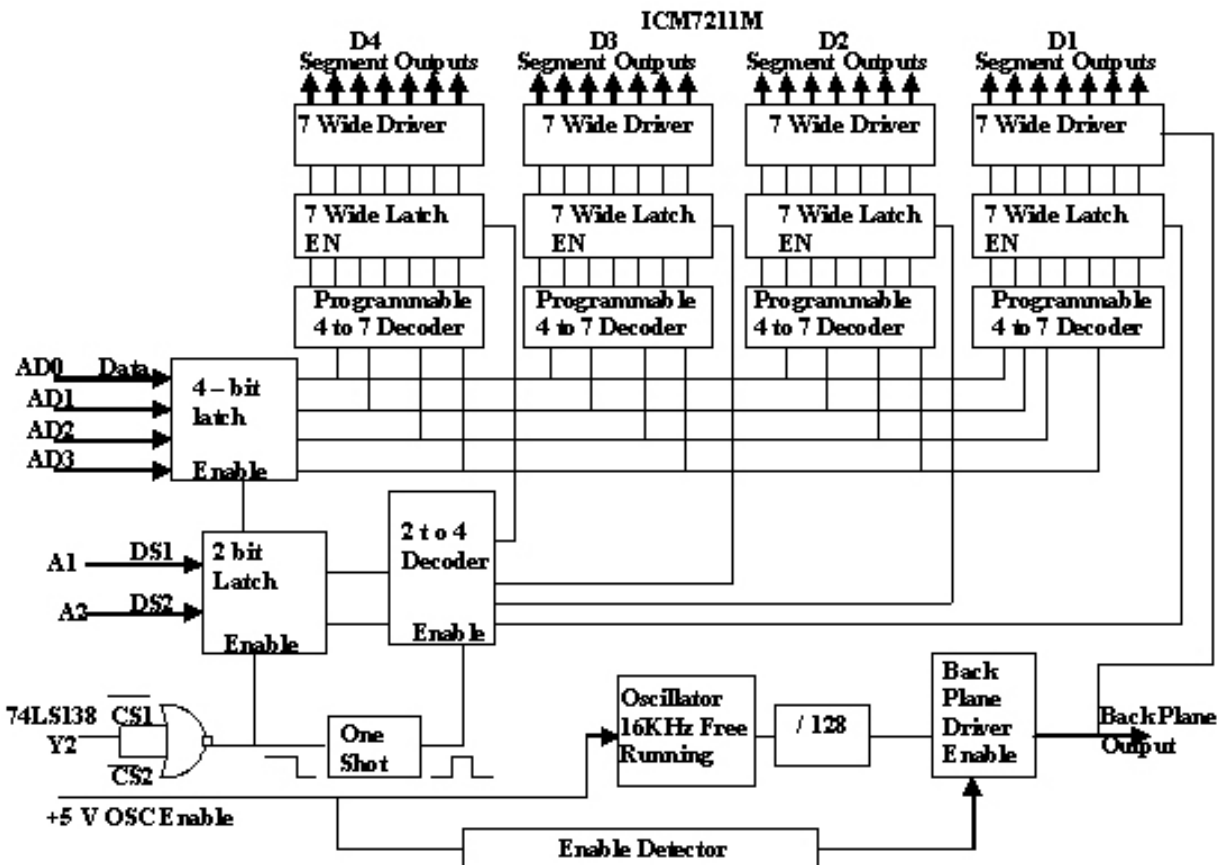 ICM7211M
D4 D3 D2 D1
Segment Outputs Segment Outputs Segment Outputs Segment Outputs
7 Wide Driver 7 Wide Driver 7 Wide Driver 7 Wide Driver
7 Wide Latch 7 Wide Latch 7 Wide Latch 7 Wide Latch
EN EN EN EN
Programmable Programmable Programmable Programmable
4 to 7 Decoder 4 to 7 Decoder 4 to 7 Decoder 4 to 7 Decoder
AD0 Data
AD1
AD2
AD3
4 – bit
latch
Enable
A1 DS1
A2 DS2
2 bit
Latch
Enable
2 to 4
Decoder
Enable
74LS138
Y2
CS1
CS2
One
Shot
Oscillator
16KHz Free
Running
/ 128
Back
Plane
Driver
Enable
Back Plane
Output
+5 V OSC Enable
Enable Detector